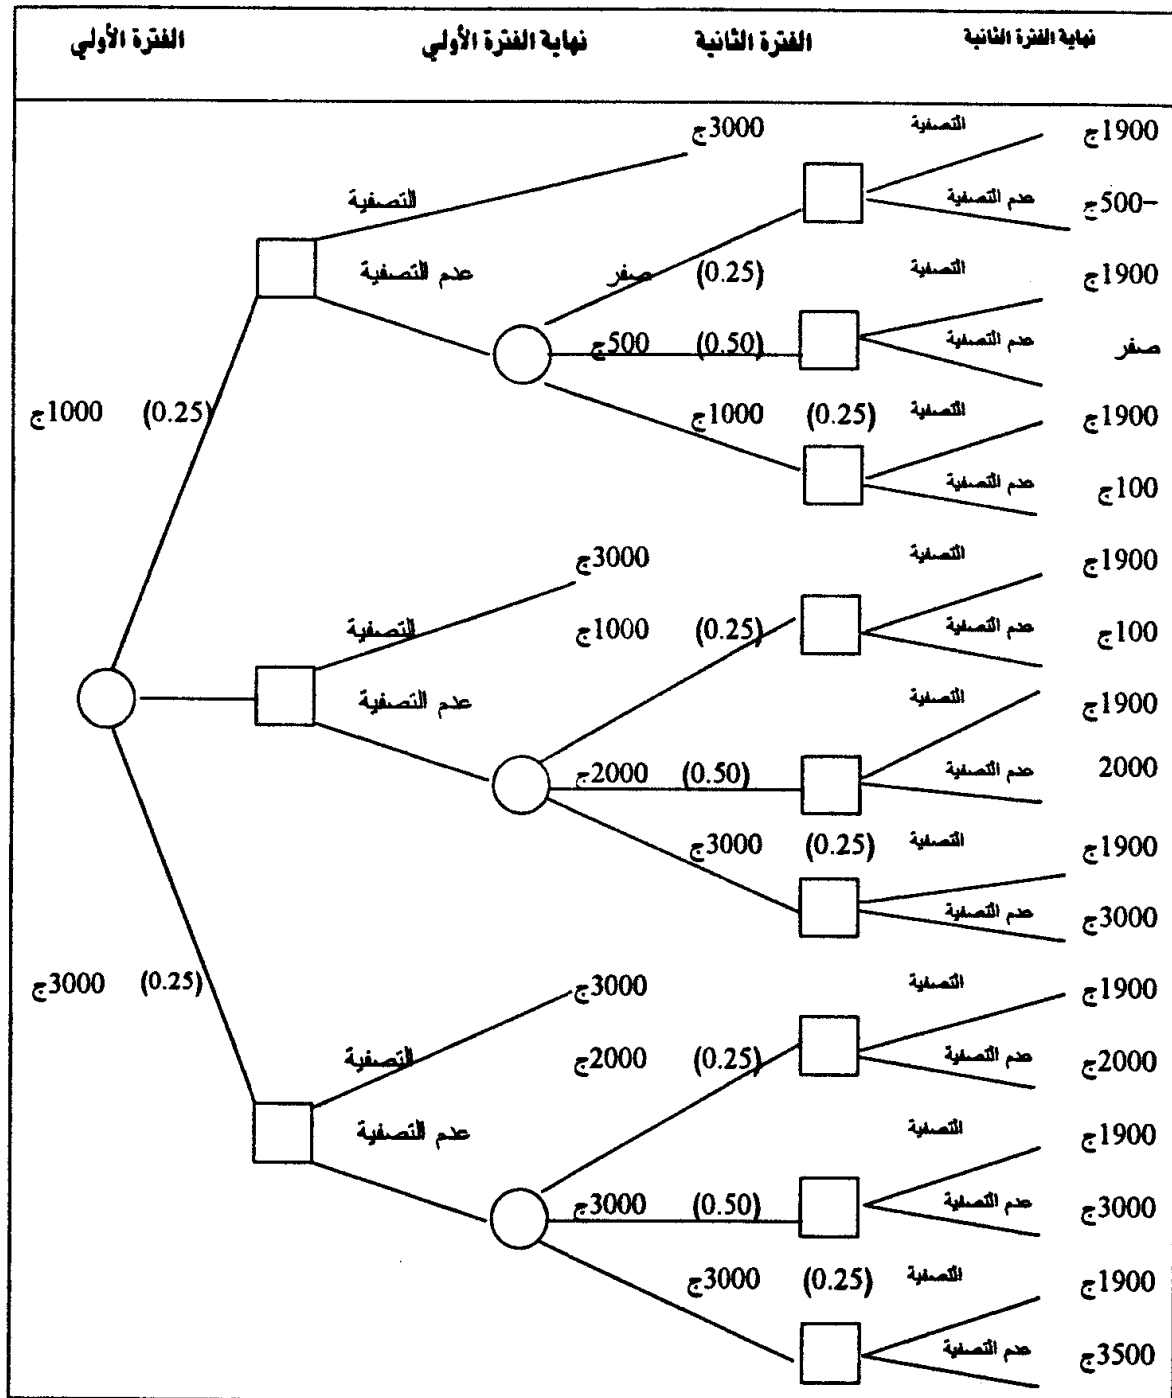 الفترة الأولي نهاية الفترة الأولي الفترة الثانية نهاية الفترة الثانية
3000ج التصفية 1900ج
التصفية عدم التصفية -500ج
عدم التصفية صفر (0.25) التصفية 1900ج
500ج (0.50) عدم التصفية صفر
1000ج (0.25) 1000ج (0.25) التصفية 1900ج
عدم التصفية 100ج
3000ج التصفية 1900ج
التصفية 1000ج (0.25) عدم التصفية 100ج
عدم التصفية التصفية 1900ج
2000ج (0.50) عدم التصفية 2000
3000ج (0.25) التصفية 1900ج
عدم التصفية 3000ج
3000ج (0.25) 3000ج التصفية 1900ج
التصفية 2000ج (0.25) عدم التصفية 2000ج
عدم التصفية التصفية 1900ج
3000ج (0.50) عدم التصفية 3000ج
3000ج (0.25) التصفية 1900ج
عدم التصفية 3500ج